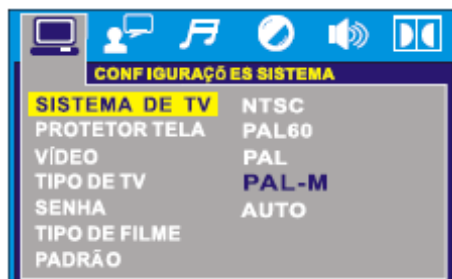 CONFIGURAÇÕES SISTEMA
SISTEMA DE TV NTSC
PROTETOR TELA PAL60
VÍDEO PAL
TIPO DE TV PAL-M
SENHA AUTO
TIPO DE FILME
PADRÃO